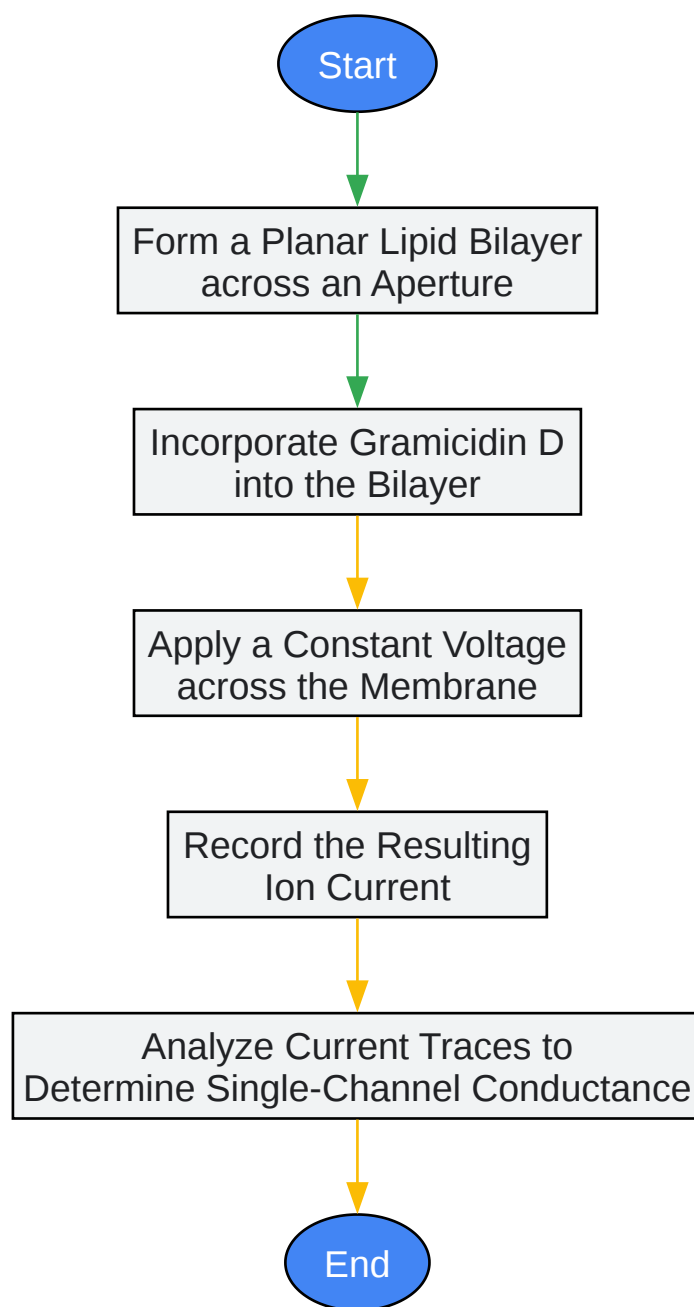 Start
Form a Planar Lipid Bilayer
across an Aperture
Incorporate Gramicidin D
into the Bilayer
Apply a Constant Voltage
across the Membrane
Record the Resulting
Ion Current
Analyze Current Traces to
Determine Single-Channel Conductance
End